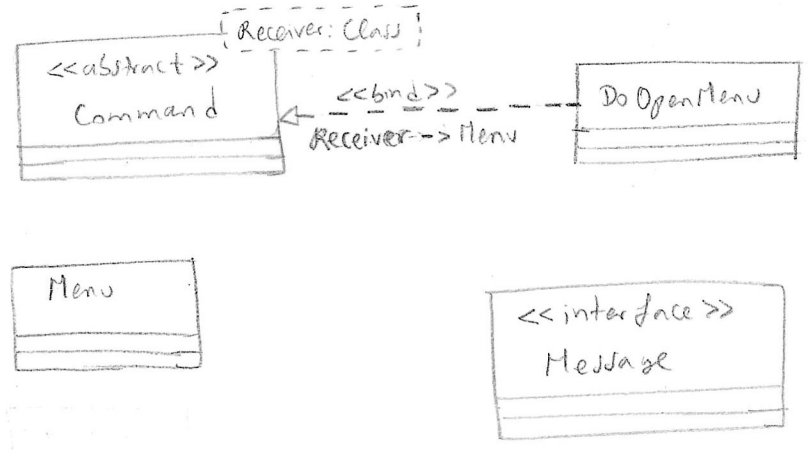 Receiver: Class
<<abstract>>
Command
<<bind>>
Receiver --> Menu
DoOpenMenu
Menu
<<interface>>
Message